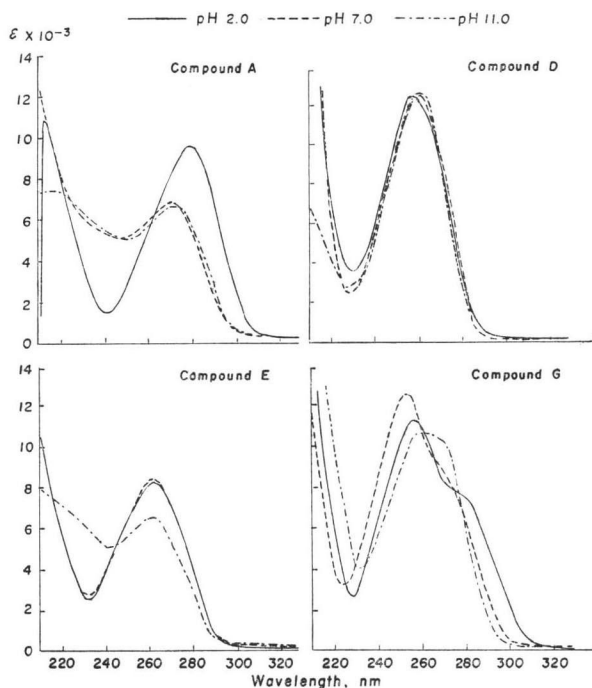 pH 2.0 pH 7.0 pH 11.0
ε × 10⁻³
14
12
10
8
6
4
2
0
Compound A
Compound D
14
12
10
8
6
4
2
0
Compound E
Compound G
220 240 260 280 300 320
220 240 260 280 300 320
Wavelength, nm